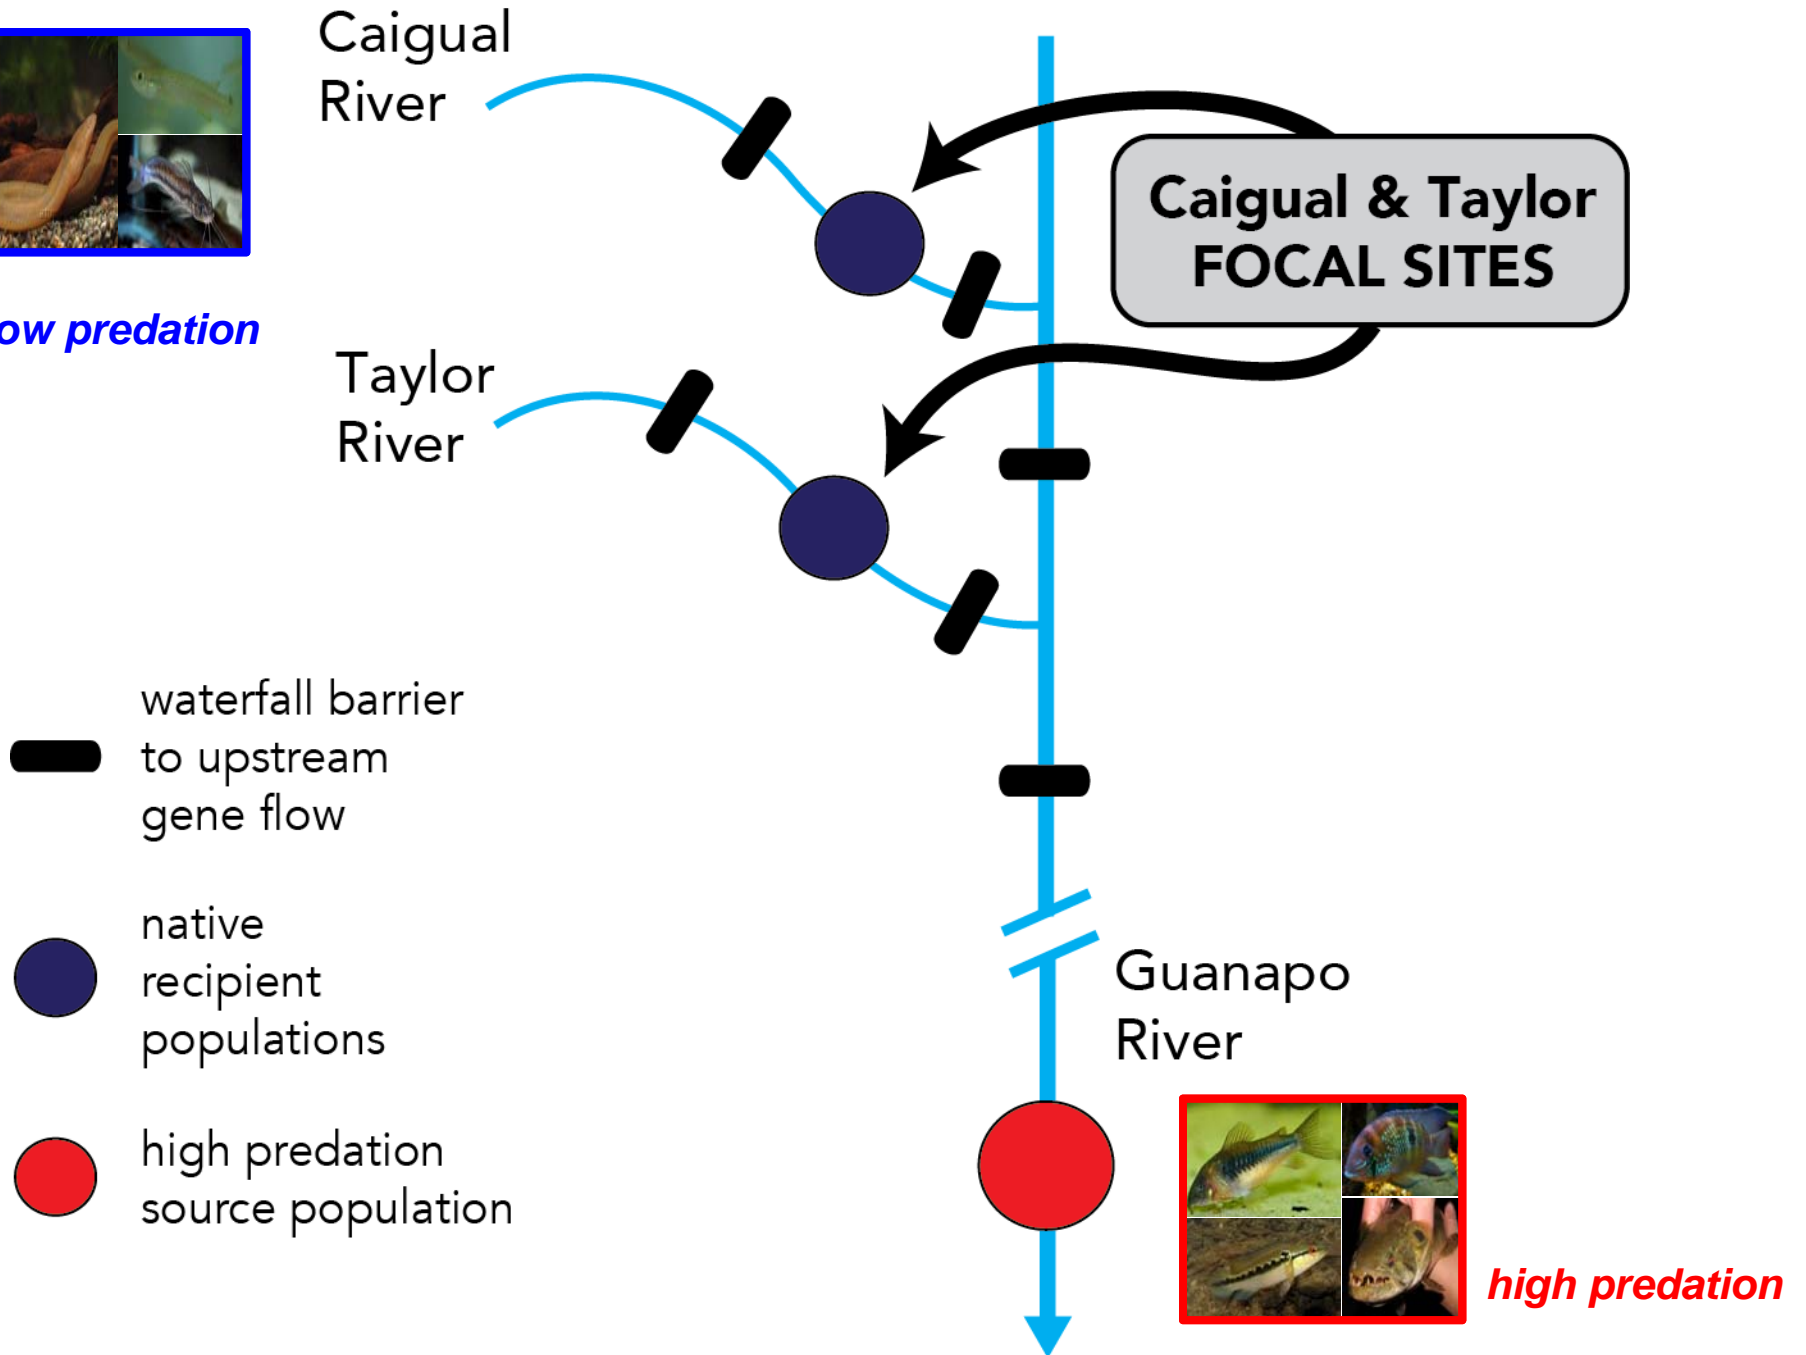 Caigual
River
Caigual & Taylor
FOCAL SITES
ow predation
Taylor
River
waterfall barrier
to upstream
gene flow
native
recipient
populations
Guanapo
River
high predation
source population
high predation